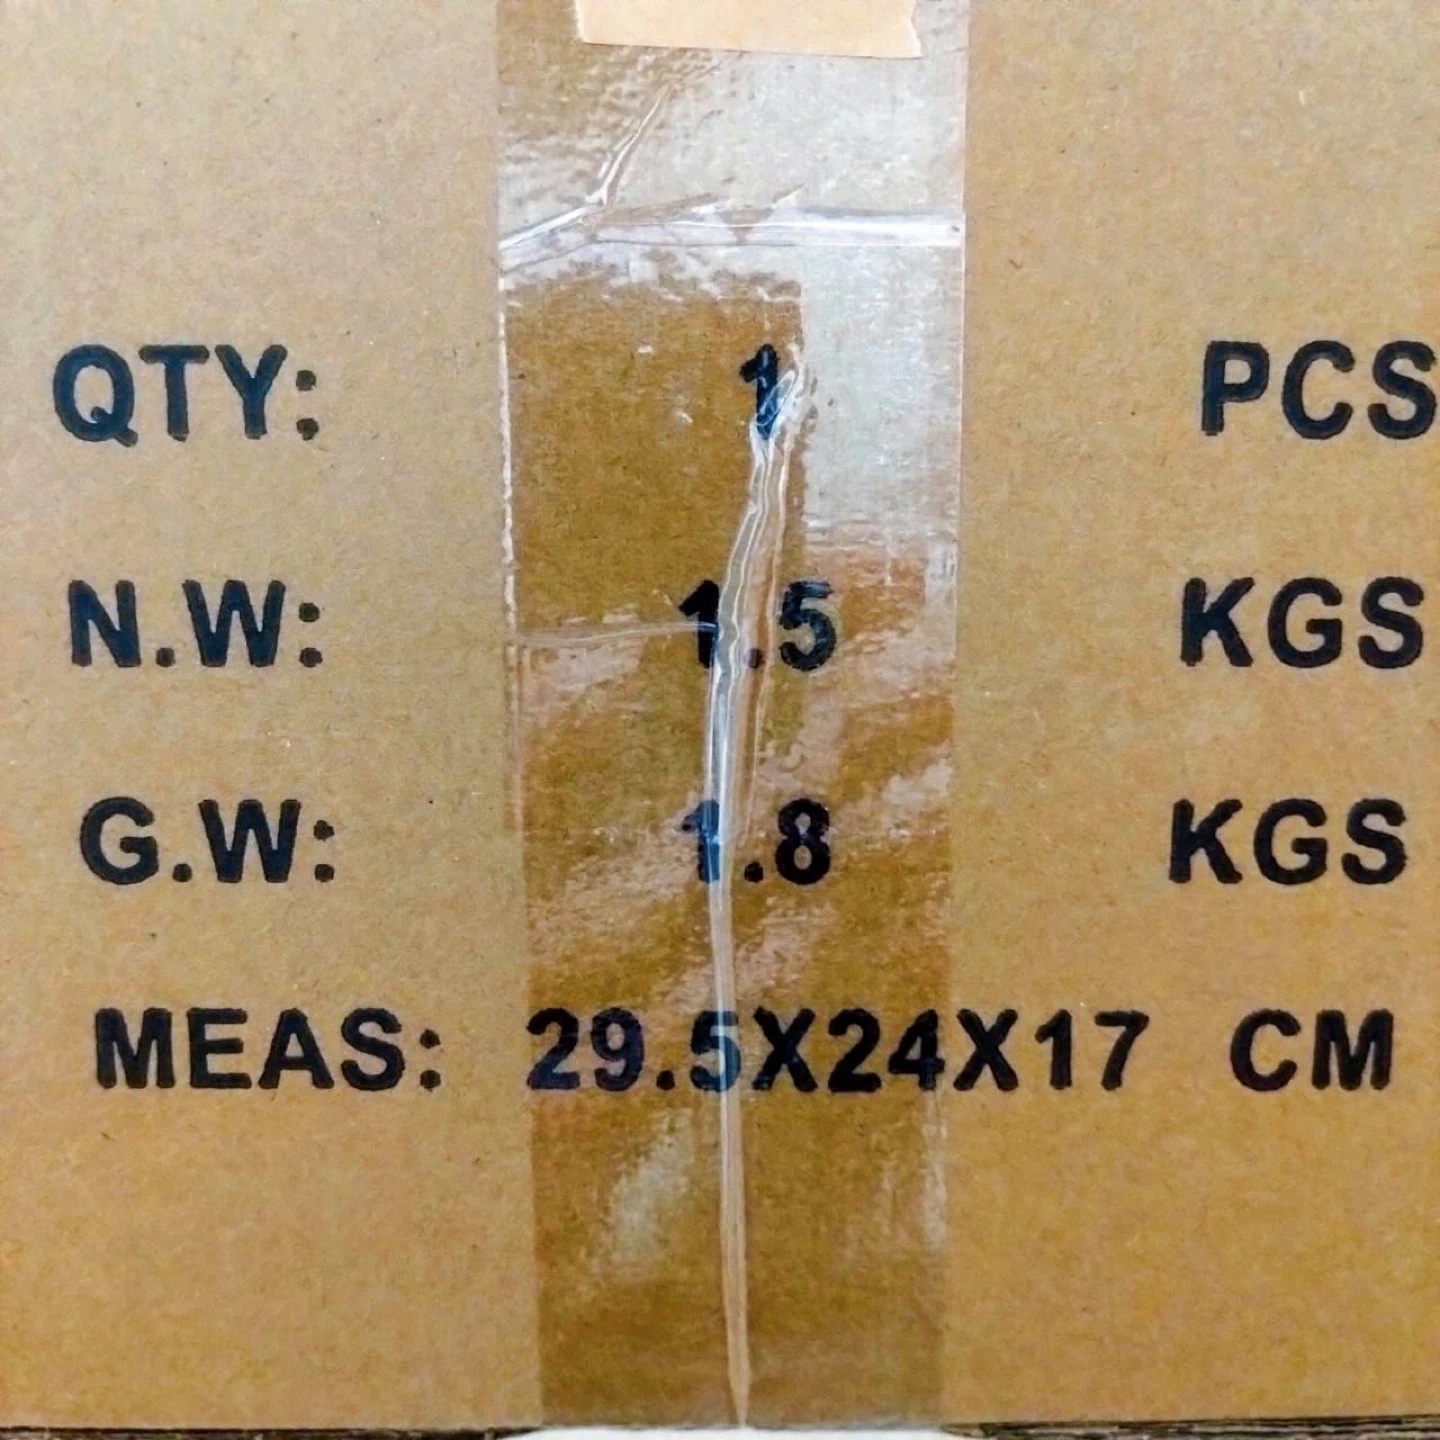 QTY: 1 PCS
N.W: 1.5 KGS
G.W: 1.8 KGS
MEAS: 29.5X24X17 CM